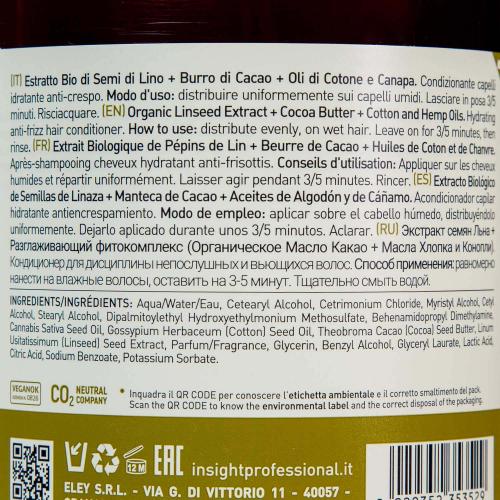 (IT) Estratto Bio di Semi di Lino + Burro di Cacao + Oli di Cotone e Canapa. Condizionante capelli
idratante anti-crespo. Modo d'uso: distribuire uniformemente sui capelli umidi. Lasciare in posa 3/5
minuti. Risciacquare. (EN) Organic Linseed Extract + Cocoa Butter + Cotton and Hemp Oils. Hydrating
anti-frizz hair conditioner. How to use: distribute evenly, on wet hair. Leave on for 3/5 minutes, then
rinse. (FR) Extrait Biologique de Pépins de Lin + Beurre de Cacao + Huiles de Coton et de Chanvre.
Après-shampooing cheveux hydratant anti-frisottis. Conseils d'utilisation: Appliquer sur les cheveux
humides et répartir uniformément. Laisser agir pendant 3/5 minutes. Rincer. (ES) Extracto Biológico
de Semillas de Linaza + Manteca de Cacao + Aceites de Algodón y de Cáñamo. Acondicionador capilar
hidratante antiencrespamiento. Modo de empleo: aplicar sobre el cabello húmedo, distribuyéndolo
uniformemente. Dejarlo aplicado durante unos 3/5 minutos. Aclarar. (RU) Экстракт семян Льна +
Разглаживающий фитокомплекс (Органическое Масло Какао + Масла Хлопка и Конопли).
Кондиционер для дисциплины непослушных и вьющихся волос. Способ применения: равномерно
нанести на влажные волосы, оставить на 3-5 минут. Тщательно смыть водой.
INGREDIENTS/INGRÉDIENTS: Aqua/Water/Eau, Cetearyl Alcohol, Cetrimonium Chloride, Myristyl Alcohol, Cetyl
Alcohol, Stearyl Alcohol, Dipalmitoylethyl Hydroxyethylmonium Methosulfate, Behenamidopropyl Dimethylamine,
Cannabis Sativa Seed Oil, Gossypium Herbaceum (Cotton) Seed Oil, Theobroma Cacao (Cocoa) Seed Butter, Linum
Usitatissimum (Linseed) Seed Extract, Parfum/Fragrance, Glycerin, Benzyl Alcohol, Glyceryl Laurate, Lactic Acid,
Citric Acid, Sodium Benzoate, Potassium Sorbate.
VEGANOK
CO2 NEUTRAL
COMPANY
• Inquadra il QR CODE per conoscere l'etichetta ambientale e il corretto smaltimento del pack.
Scan the QR CODE to know the environmental label and the correct disposal of the packaging.
12 M
EAC
insightprofessional.it
ELEY S.R.L. - VIA G. DI VITTORIO 11 - 40057